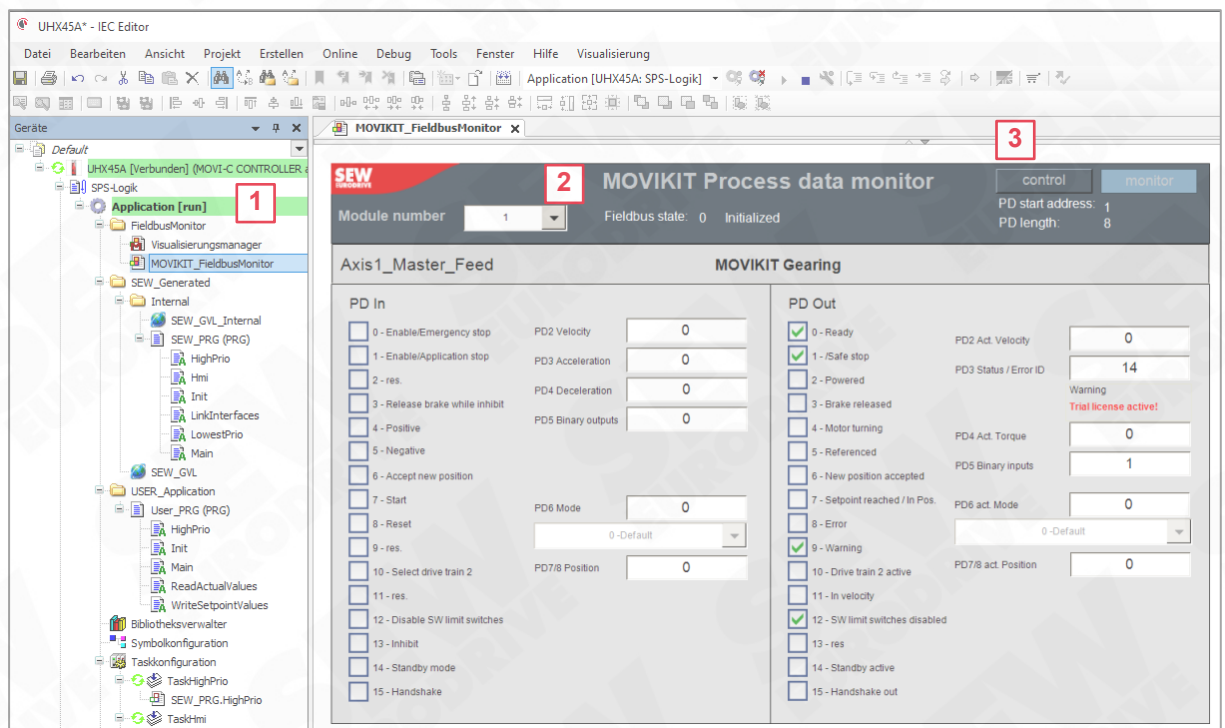 UHX45A* - IEC Editor
Datei Bearbeiten Ansicht Projekt Erstellen Online Debug Tools Fenster Hilfe Visualisierung
Application [UHX45A: SPS-Logik]
Geräte
MOVIKIT_FieldbusMonitor
Default
UHX45A [Verbunden] (MOVI-C CONTROLLER
SPS-Logik
Application [run]
1
FieldbusMonitor
Visualisierungsmanager
MOVIKIT_FieldbusMonitor
SEW_Generated
Internal
SEW_GVL_Internal
SEW_PRG (PRG)
HighPrio
Hmi
Init
LinkInterfaces
LowestPrio
Main
SEW_GVL
USER_Application
User_PRG (PRG)
HighPrio
Init
Main
ReadActualValues
WriteSetpointValues
Bibliotheksverwalter
Symbolkonfiguration
Taskkonfiguration
TaskHighPrio
SEW_PRG.HighPrio
TaskHmi
SEW
EURODRIVE
2
MOVIKIT Process data monitor
3
control monitor
Module number 1
Fieldbus state: 0 Initialized
PD start address: 1
PD length: 8
Axis1_Master_Feed MOVIKIT Gearing
PD In
0 - Enable/Emergency stop
1 - Enable/Application stop
2 - res.
3 - Release brake while inhibit
4 - Positive
5 - Negative
6 - Accept new position
7 - Start
8 - Reset
9 - res.
10 - Select drive train 2
11 - res.
12 - Disable SW limit switches
13 - Inhibit
14 - Standby mode
15 - Handshake
PD2 Velocity 0
PD3 Acceleration 0
PD4 Deceleration 0
PD5 Binary outputs 0
PD6 Mode 0
0 -Default
PD7/8 Position 0
PD Out
0 - Ready
1 - /Safe stop
2 - Powered
3 - Brake released
4 - Motor turning
5 - Referenced
6 - New position accepted
7 - Setpoint reached / In Pos.
8 - Error
9 - Warning
10 - Drive train 2 active
11 - In velocity
12 - SW limit switches disabled
13 - res
14 - Standby active
15 - Handshake out
PD2 Act. Velocity 0
PD3 Status / Error ID 14
Warning
Trial license active!
PD4 Act. Torque 0
PD5 Binary inputs 1
PD6 act. Mode 0
0 -Default
PD7/8 act. Position 0